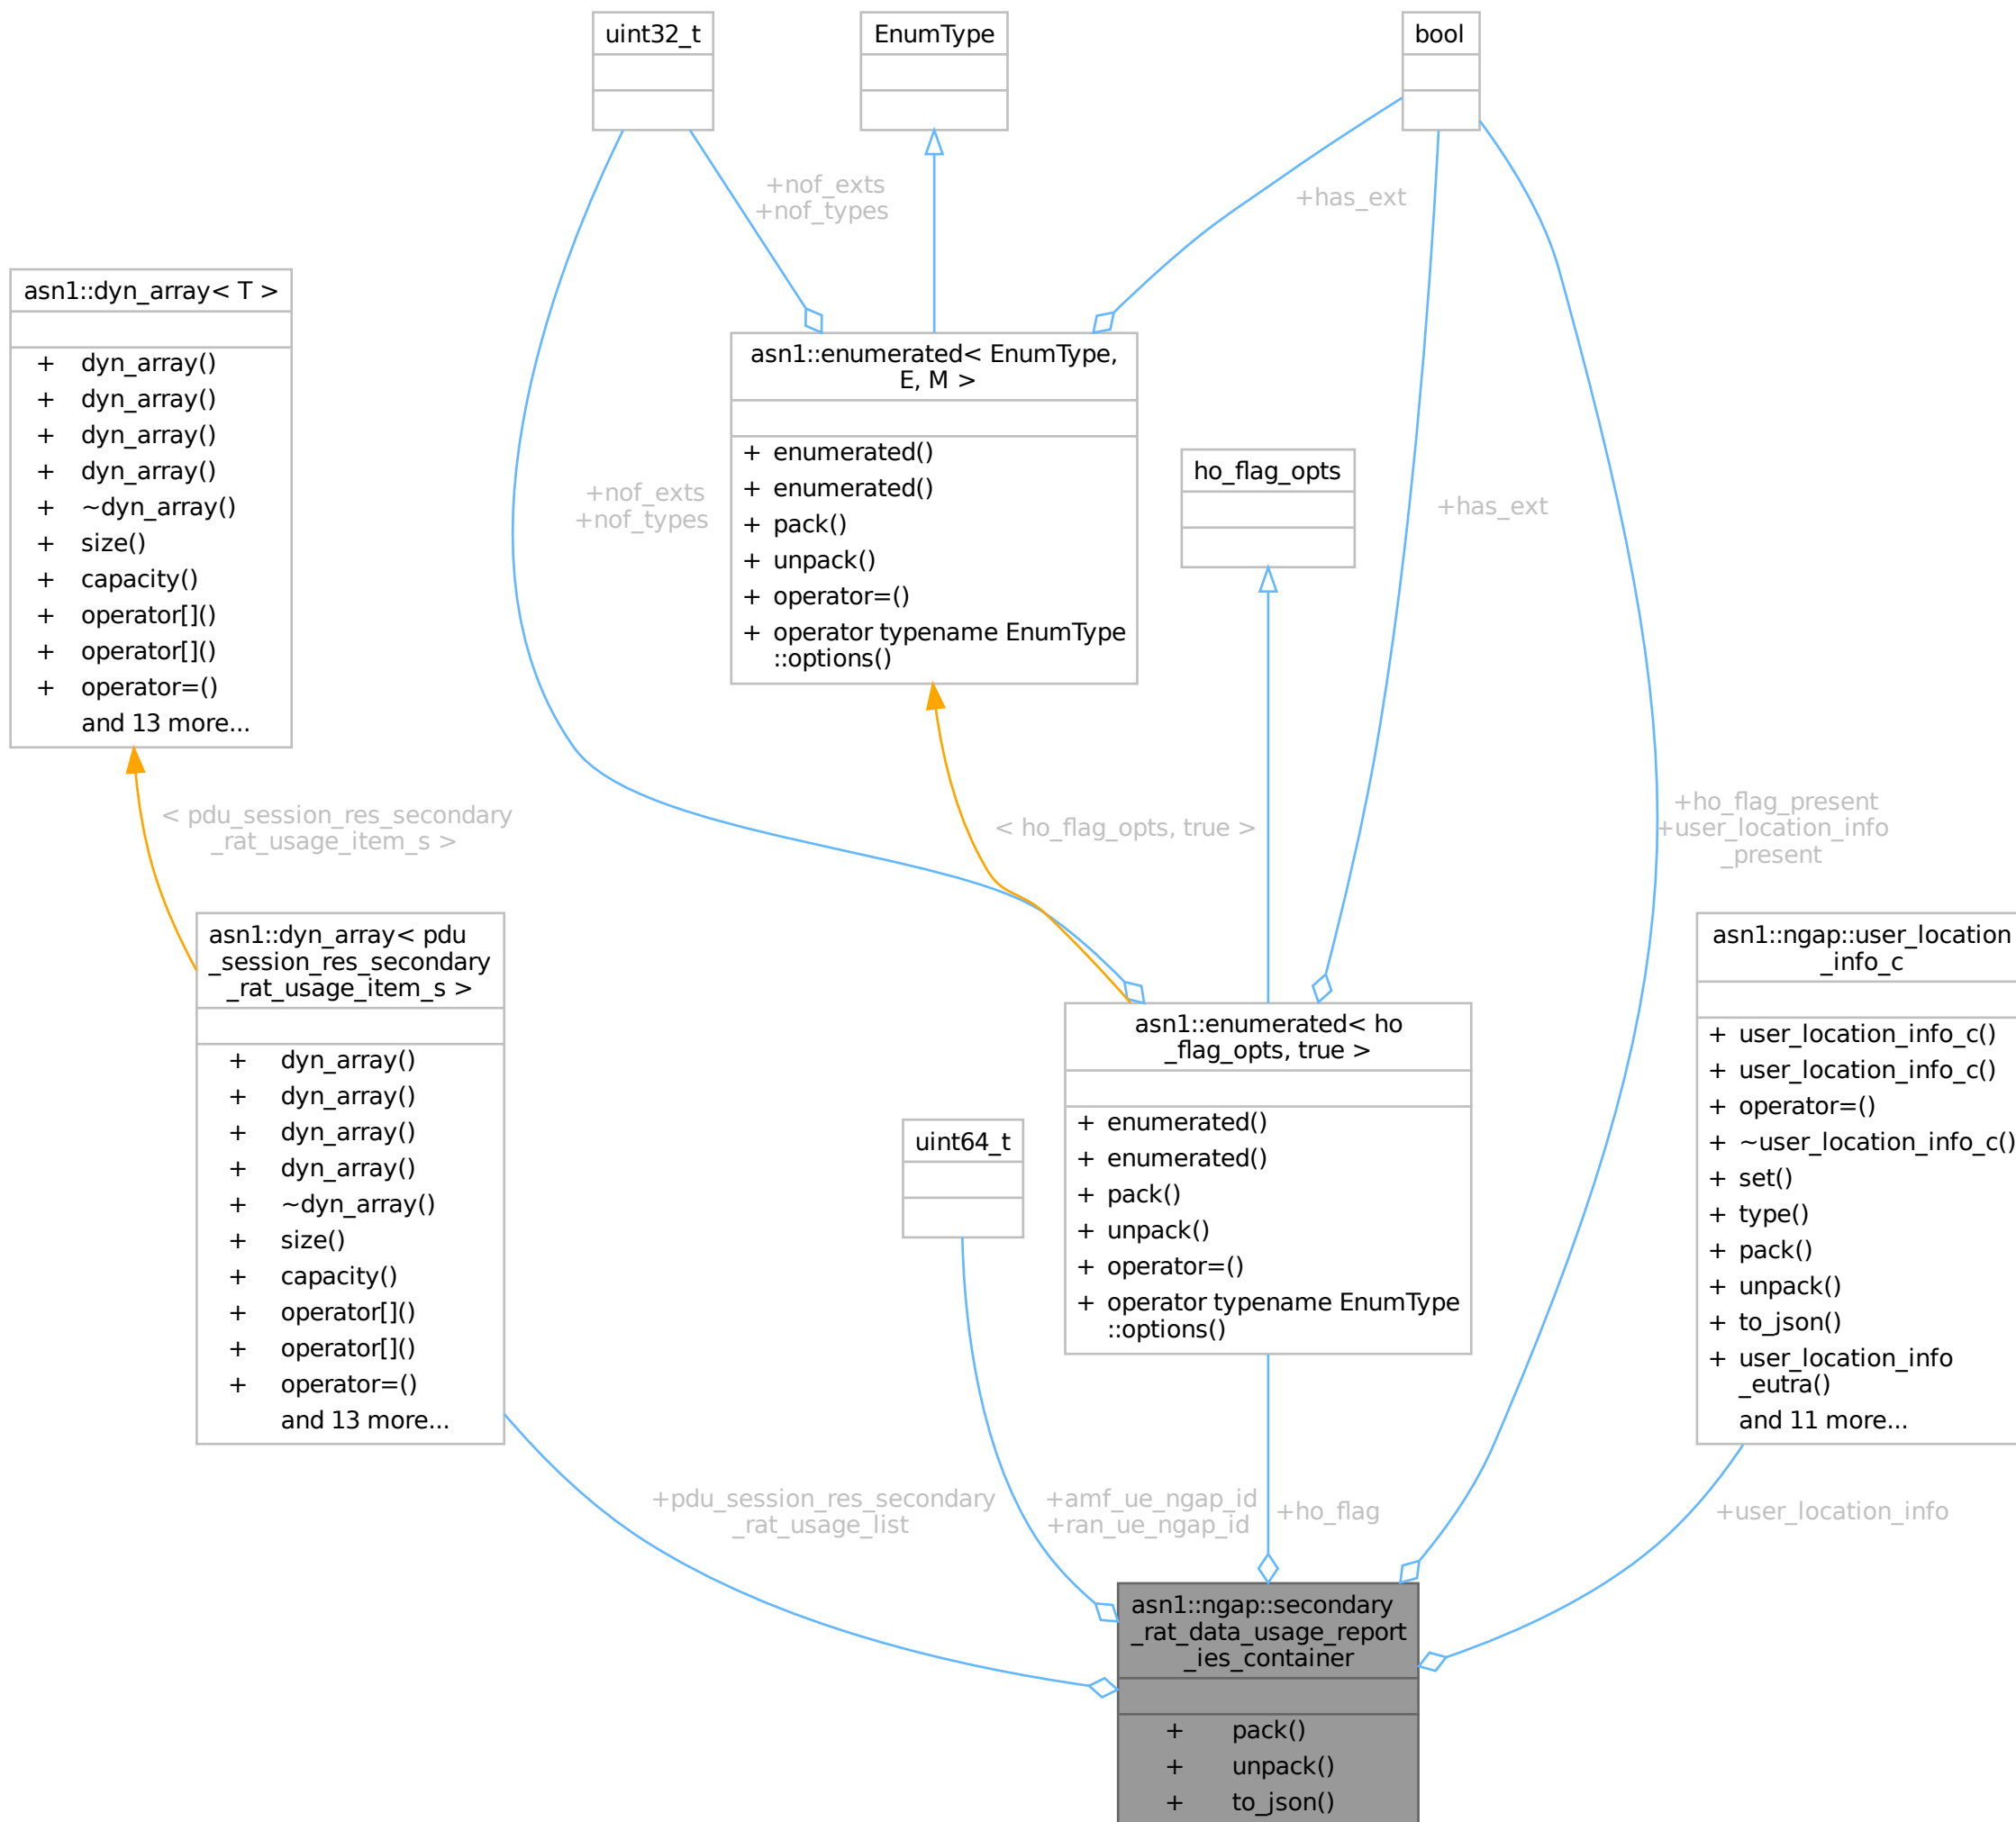 uint32_t
EnumType
bool
+nof_exts
+nof_types
+has_ext
asn1::dyn_array< T >
+ dyn_array()
+ dyn_array()
+ dyn_array()
+ dyn_array()
+ ~dyn_array()
+ size()
+ capacity()
+ operator[]()
+ operator[]()
+ operator=()
and 13 more...
asn1::enumerated< EnumType,
E, M >
+ enumerated()
+ enumerated()
+ pack()
+ unpack()
+ operator=()
+ operator typename EnumType
::options()
ho_flag_opts
+nof_exts
+nof_types
+has_ext
< pdu_session_res_secondary
_rat_usage_item_s >
< ho_flag_opts, true >
+ho_flag_present
+user_location_info
_present
asn1::dyn_array< pdu
_session_res_secondary
_rat_usage_item_s >
+ dyn_array()
+ dyn_array()
+ dyn_array()
+ dyn_array()
+ ~dyn_array()
+ size()
+ capacity()
+ operator[]()
+ operator[]()
+ operator=()
and 13 more...
uint64_t
asn1::enumerated< ho
_flag_opts, true >
+ enumerated()
+ enumerated()
+ pack()
+ unpack()
+ operator=()
+ operator typename EnumType
::options()
asn1::ngap::user_location
_info_c
+ user_location_info_c()
+ user_location_info_c()
+ operator=()
+ ~user_location_info_c()
+ set()
+ type()
+ pack()
+ unpack()
+ to_json()
+ user_location_info
_eutra()
and 11 more...
+pdu_session_res_secondary
_rat_usage_list
+amf_ue_ngap_id
+ran_ue_ngap_id
+ho_flag
+user_location_info
asn1::ngap::secondary
_rat_data_usage_report
_ies_container
+ pack()
+ unpack()
+ to_json()